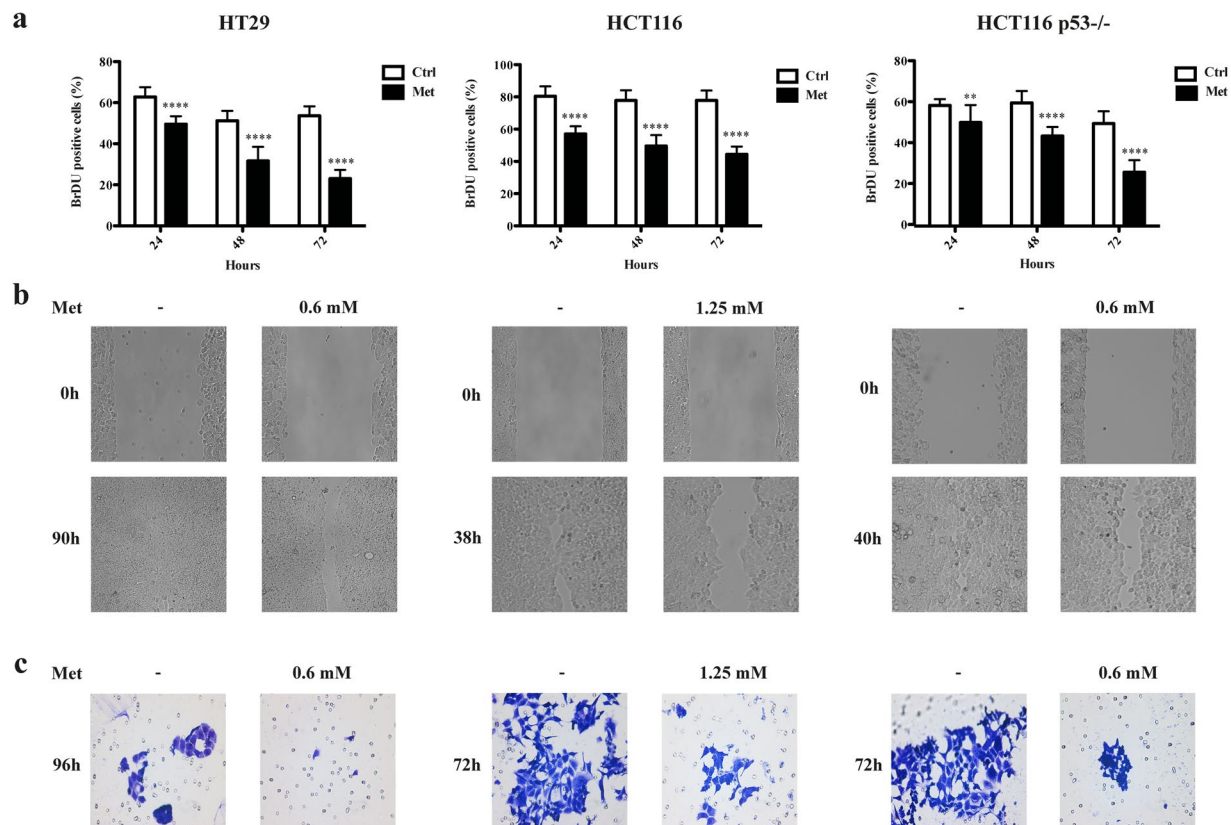 a
HT29
HCT116
HCT116 p53-/-
BrDU positive cells (%)
80
60
40
20
0
****
****
****
24
48
72
Hours
Ctrl
Met
BrDU positive cells (%)
100
80
60
40
20
0
****
****
****
24
48
72
Hours
Ctrl
Met
BrDU positive cells (%)
80
60
40
20
0
**
****
****
24
48
72
Hours
Ctrl
Met
b
Met - 0.6 mM - 1.25 mM - 0.6 mM
0h 0h 0h
90h 38h 40h
c
Met - 0.6 mM - 1.25 mM - 0.6 mM
96h 72h 72h